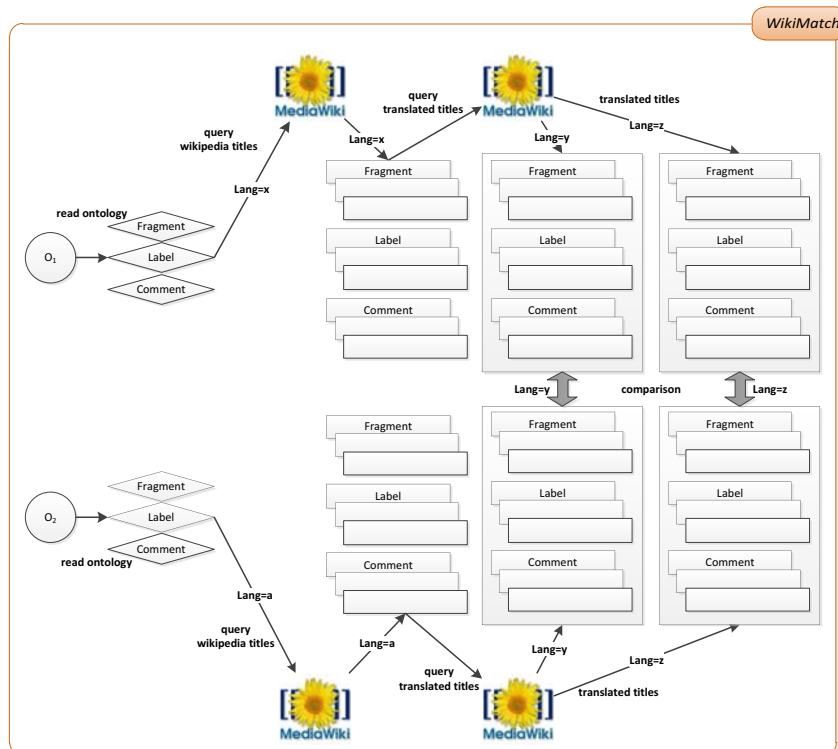 WikiMatch
MediaWiki
MediaWiki
query
translated titles
translated titles
query
wikipedia titles
Lang=x
Lang=y
Lang=z
Lang=x
read ontology
Fragment
Label
Comment
O₁
Fragment
Label
Comment
Fragment
Label
Comment
Fragment
Label
Comment
Lang=y
comparison
Lang=z
Fragment
Label
Comment
Fragment
Label
Comment
Fragment
Label
Comment
O₂
Fragment
Label
Comment
read ontology
Lang=a
query
wikipedia titles
Lang=a
query
translated titles
Lang=y
Lang=z
translated titles
MediaWiki
MediaWiki